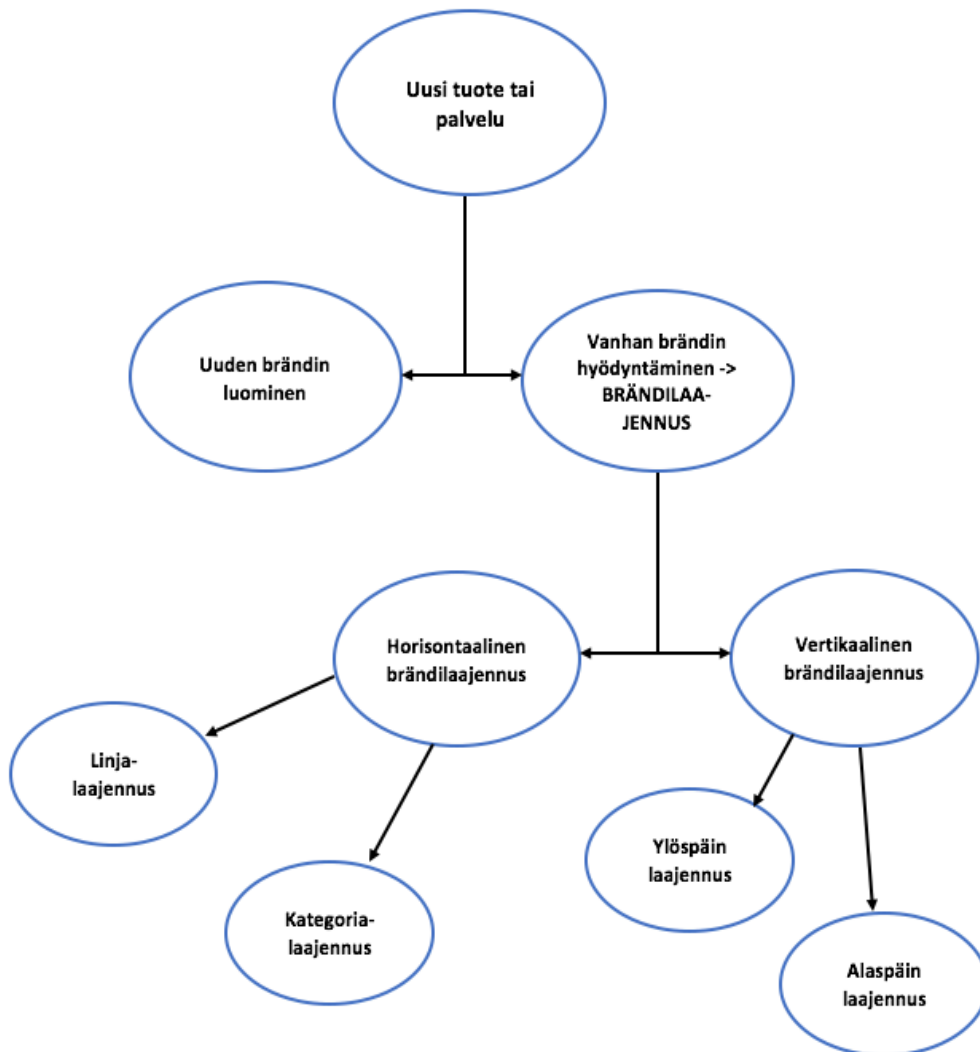 Uusi tuote tai
palvelu
Uuden brändin
luominen
Vanhan brändin
hyödyntäminen ->
BRÄNDILAA-
JENNUS
Horisontaalinen
brändilaajennus
Vertikaalinen
brändilaajennus
Linja-
laajennus
Kategoria-
laajennus
Ylöspäin
laajennus
Alaspäin
laajennus